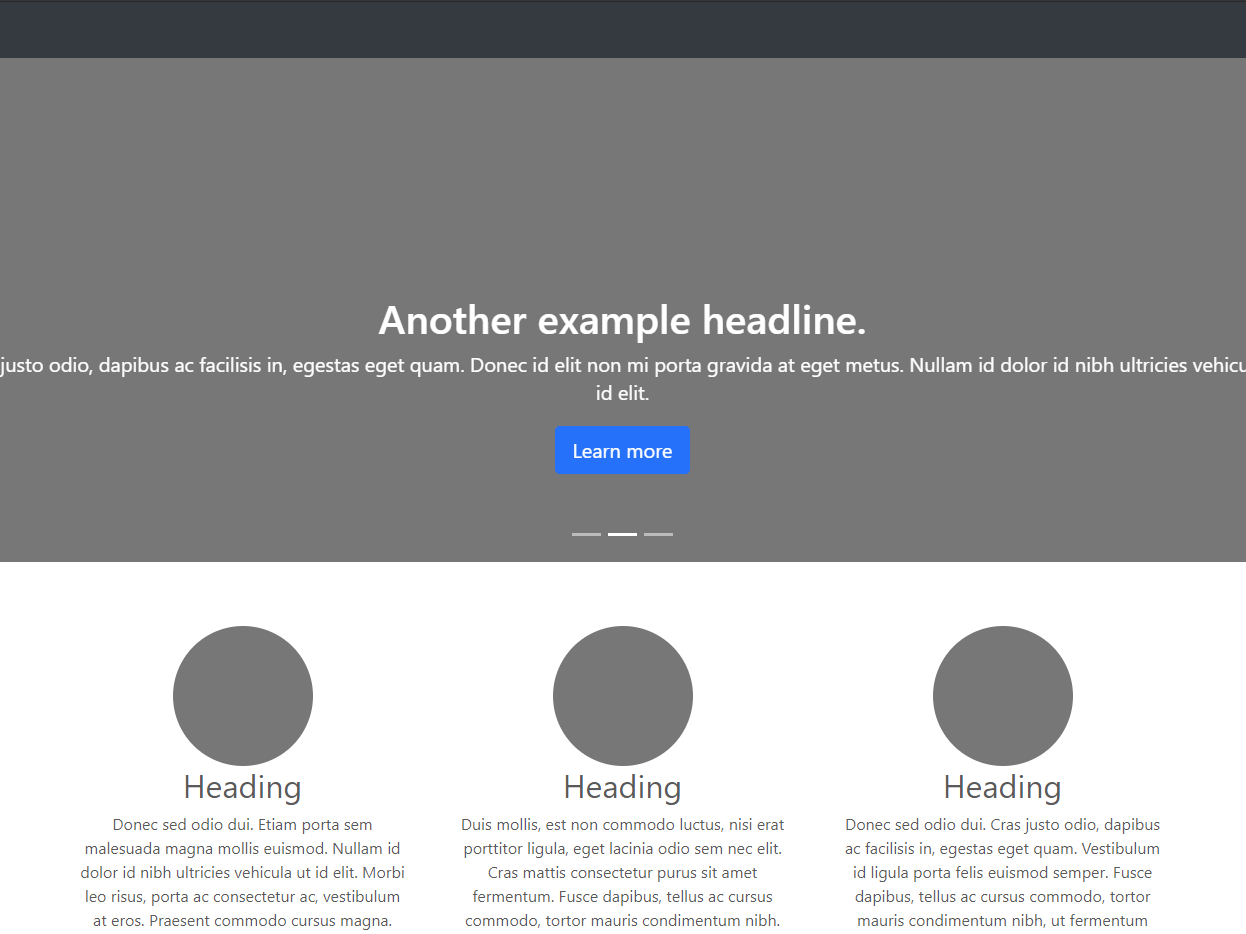 Another example headline.
justo odio, dapibus ac facilisis in, egestas eget quam. Donec id elit non mi porta gravida at eget metus. Nullam id dolor id nibh ultricies
id elit.
Learn more
Heading
Donec sed odio dui. Etiam porta sem
malesuada magna mollis euismod. Nullam id
dolor id nibh ultricies vehicula ut id elit. Morbi
leo risus, porta ac consectetur ac, vestibulum
at eros. Praesent commodo cursus magna.
Heading
Duis mollis, est non commodo luctus, nisi erat
porttitor ligula, eget lacinia odio sem nec elit.
Cras mattis consectetur purus sit amet
fermentum. Fusce dapibus, tellus ac cursus
commodo, tortor mauris condimentum nibh.
Heading
Donec sed odio dui. Cras justo odio, dapibus
ac facilisis in, egestas eget quam. Vestibulum
id ligula porta felis euismod semper. Fusce
dapibus, tellus ac cursus commodo, tortor
mauris condimentum nibh, ut fermentum